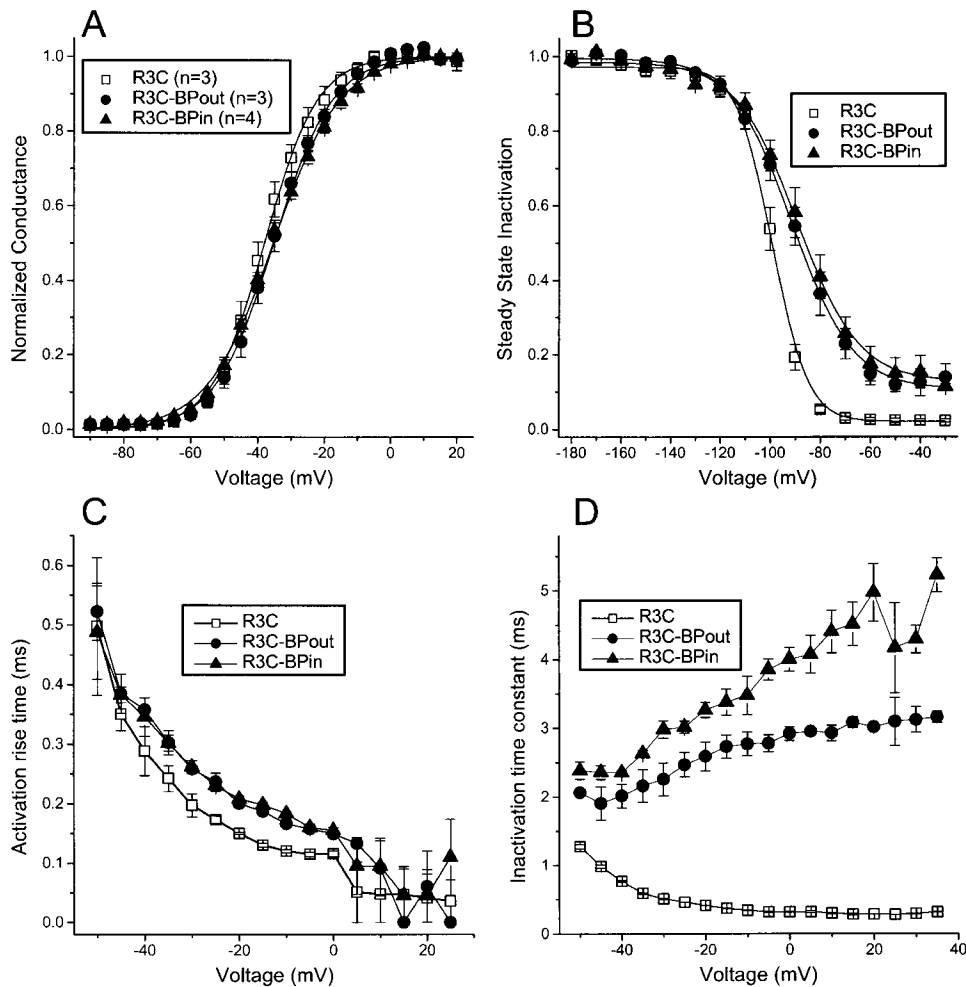 A
B
R3C (n=3)
R3C-BPout (n=3)
R3C-BPin (n=4)
R3C
R3C-BPout
R3C-BPin
Normalized Conductance
1.0
0.8
0.6
0.4
0.2
0.0
-80 -60 -40 -20 0 20
Voltage (mV)
Steady State Inactivation
1.0
0.8
0.6
0.4
0.2
0.0
-180 -160 -140 -120 -100 -80 -60 -40
Voltage (mV)
C
D
R3C
R3C-BPout
R3C-BPin
R3C
R3C-BPout
R3C-BPin
Activation rise time (ms)
0.6
0.5
0.4
0.3
0.2
0.1
0.0
-40 -20 0 20
Voltage (mV)
Inactivation time constant (ms)
5
4
3
2
1
0
-40 -20 0 20 40
Voltage (mV)